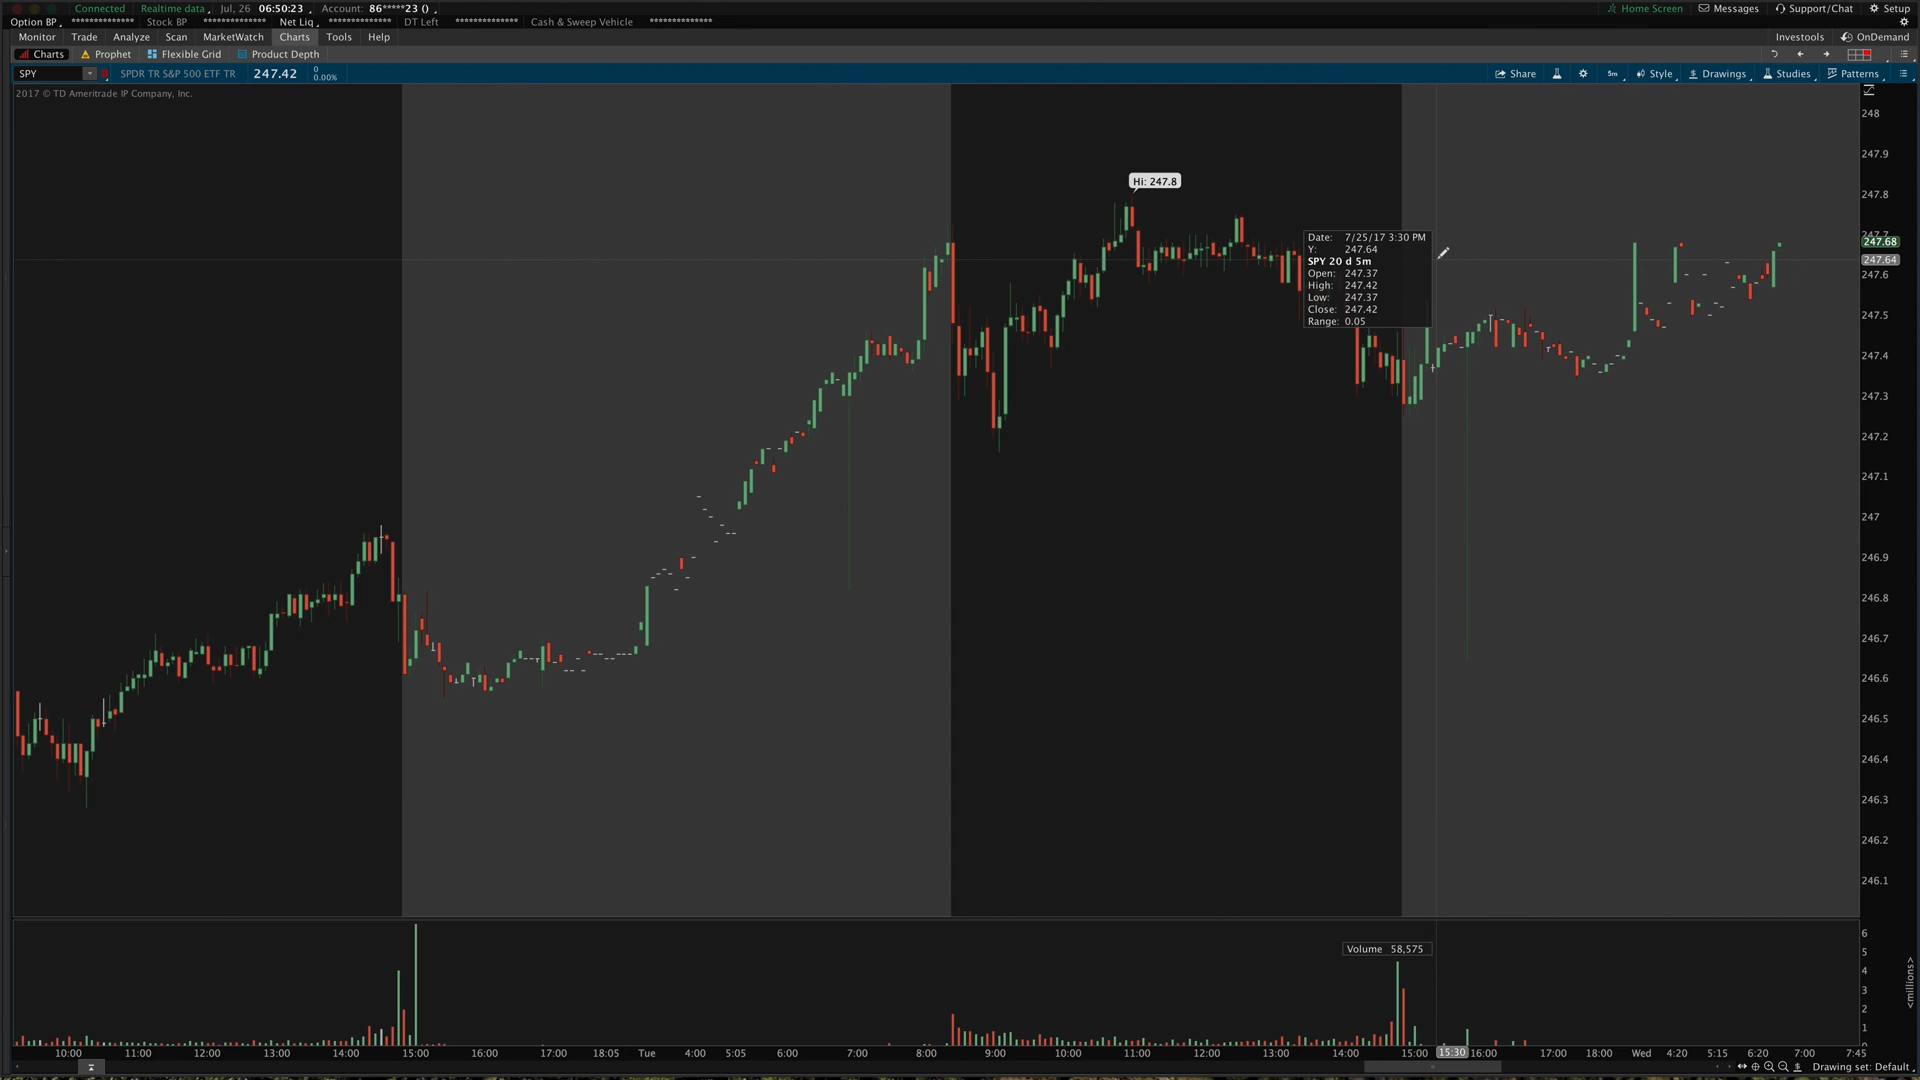 Connected Realtime data Jul, 26 06:50:23 Account: 86*****23 () Home Screen Messages Support/Chat Setup
Option BP ************** Stock BP ************** Net Liq ************** DT Left ************** Cash & Sweep Vehicle **************
Monitor Trade Analyze Scan MarketWatch Charts Tools Help Investools OnDemand
Charts Prophet Flexible Grid Product Depth
SPY SPDR TR S&P 500 ETF TR 247.42 0 0.00% Share 5m Style Drawings Studies Patterns
2017 © TD Ameritrade IP Company, Inc.
248
247.9
247.8
Hi: 247.8
247.7
247.68
247.64
247.6
Date: 7/25/17 3:30 PM
Y: 247.64
SPY 20 d 5m
Open: 247.37
High: 247.42
Low: 247.37
Close: 247.42
Range: 0.05
247.5
247.4
247.3
247.2
247.1
247
246.9
246.8
246.7
246.6
246.5
246.4
246.3
246.2
246.1
Volume 58,575
6
5
4
3
2
1
0
<millions>
10:00 11:00 12:00 13:00 14:00 15:00 16:00 17:00 18:05 Tue 4:00 5:05 6:00 7:00 8:00 9:00 10:00 11:00 12:00 13:00 14:00 15:00 15:30 16:00 17:00 18:00 Wed 4:20 5:15 6:20 7:00 7:45
Drawing set: Default